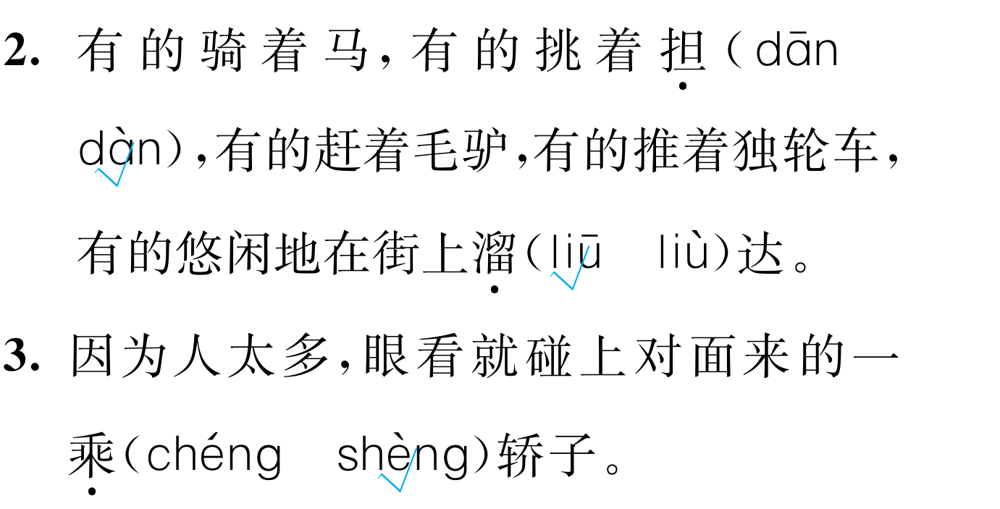 2. 有的骑着马,有的挑着担(dān
dàn),有的赶着毛驴,有的推着独轮车,
有的悠闲地在街上溜(liū liù)达。
3. 因为人太多,眼看就碰上对面来的一
乘(chéng shèng)轿子。